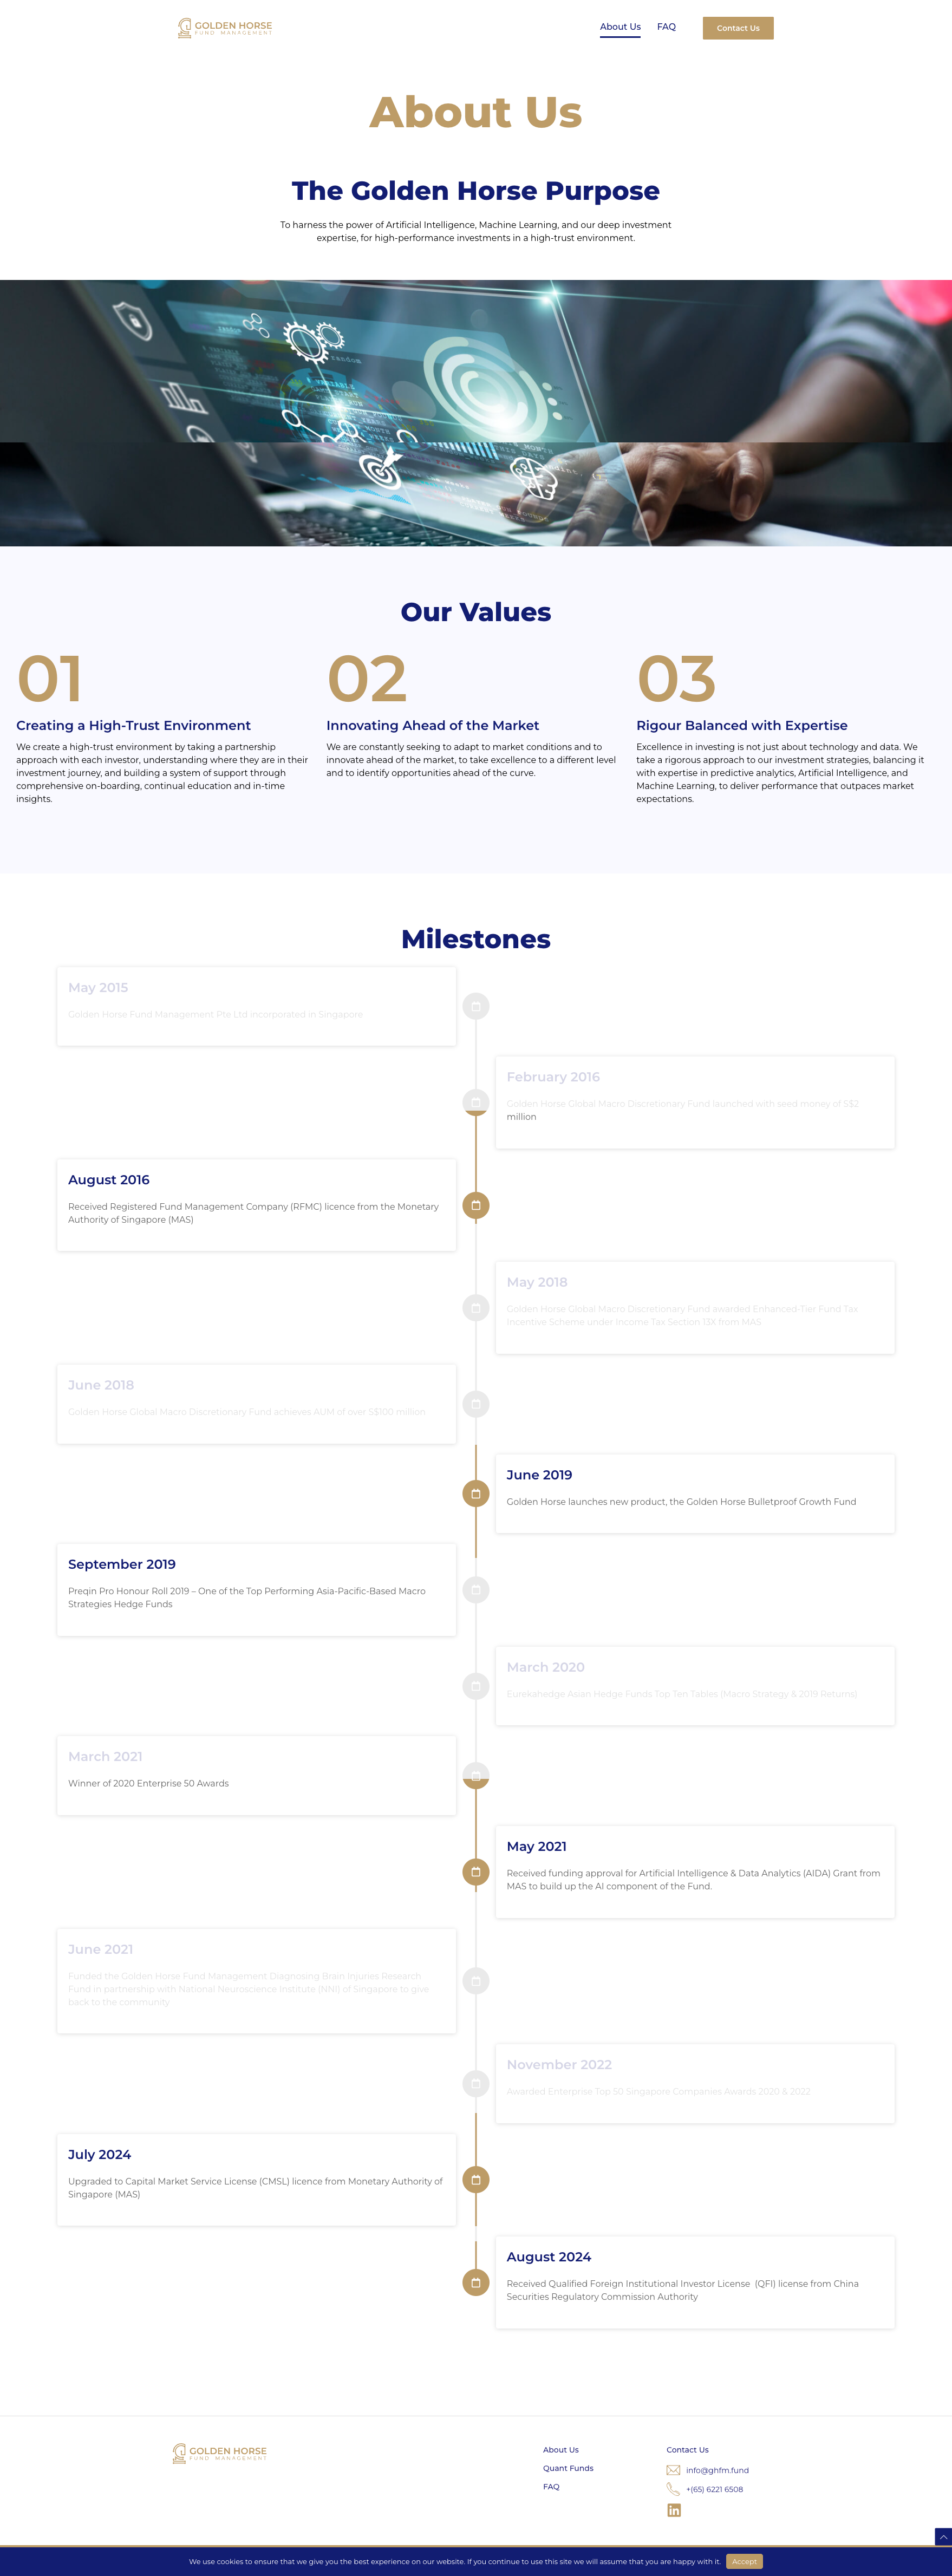 GOLDEN HORSE
FUND MANAGEMENT
About Us
FAQ
Contact Us
About Us
The Golden Horse Purpose
To harness the power of Artificial Intelligence, Machine Learning, and our deep investment
expertise, for high-performance investments in a high-trust environment.
random
Our Values
01
Creating a High-Trust Environment
We create a high-trust environment by taking a partnership
approach with each investor, understanding where they are in their
investment journey, and building a system of support through
comprehensive on-boarding, continual education and in-time
insights.
02
Innovating Ahead of the Market
We are constantly seeking to adapt to market conditions and to
innovate ahead of the market, to take excellence to a different level
and to identify opportunities ahead of the curve.
03
Rigour Balanced with Expertise
Excellence in investing is not just about technology and data. We
take a rigorous approach to our investment strategies, balancing it
with expertise in predictive analytics, Artificial Intelligence, and
Machine Learning, to deliver performance that outpaces market
expectations.
Milestones
May 2015
Golden Horse Fund Management Pte Ltd incorporated in Singapore
February 2016
Golden Horse Global Macro Discretionary Fund launched with seed money of S$2
million
August 2016
Received Registered Fund Management Company (RFMC) licence from the Monetary
Authority of Singapore (MAS)
May 2018
Golden Horse Global Macro Discretionary Fund awarded Enhanced-Tier Fund Tax
Incentive Scheme under Income Tax Section 13X from MAS
June 2018
Golden Horse Global Macro Discretionary Fund achieves AUM of over S$100 million
June 2019
Golden Horse launches new product, the Golden Horse Bulletproof Growth Fund
September 2019
Preqin Pro Honour Roll 2019 – One of the Top Performing Asia-Pacific-Based Macro
Strategies Hedge Funds
March 2020
Eurekahedge Asian Hedge Funds Top Ten Tables (Macro Strategy & 2019 Returns)
March 2021
Winner of 2020 Enterprise 50 Awards
May 2021
Received funding approval for Artificial Intelligence & Data Analytics (AIDA) Grant from
MAS to build up the AI component of the Fund.
June 2021
Funded the Golden Horse Fund Management Diagnosing Brain Injuries Research
Fund in partnership with National Neuroscience Institute (NNI) of Singapore to give
back to the community
November 2022
Awarded Enterprise Top 50 Singapore Companies Awards 2020 & 2022
July 2024
Upgraded to Capital Market Service License (CMSL) licence from Monetary Authority of
Singapore (MAS)
August 2024
Received Qualified Foreign Institutional Investor License (QFI) license from China
Securities Regulatory Commission Authority
GOLDEN HORSE
FUND MANAGEMENT
About Us
Quant Funds
FAQ
Contact Us
info@ghfm.fund
+(65) 6221 6508
in
We use cookies to ensure that we give you the best experience on our website. If you continue to use this site we will assume that you are happy with it.
Accept